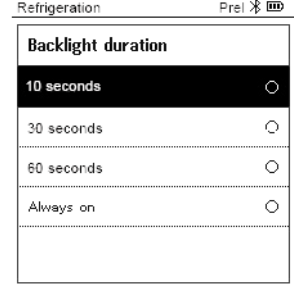 Refrigeration Prel
Backlight duration
10 seconds
30 seconds
60 seconds
Always on